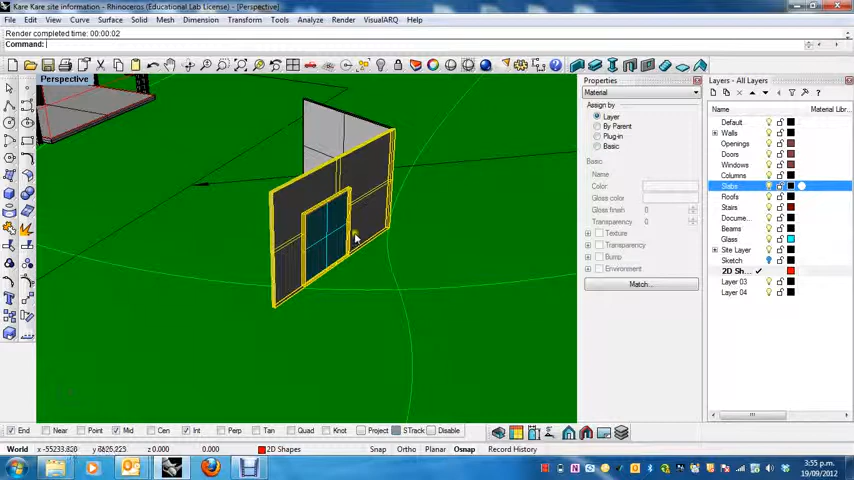 Kare Kare site information - Rhinoceros (Educational Lab License) - [Perspective]
File Edit View Curve Surface Solid Mesh Dimension Transform Tools Analyze Render VisualARQ Help
Render completed time: 00:00:02
Command:
Perspective
Properties
Material
Assign by
Layer
By Parent
Plug-in
Basic
Basic:
Name
Color
Gloss color
Gloss finish 0
Transparency 0
Texture
Transparency
Bump
Environment
Match...
Layers - All Layers
Name Material Libr
Default
Walls
Openings
Doors
Windows
Columns
Slabs
Roofs
Stairs
Docume...
Beams
Glass
Site Layer
Sketch
2D Sh...
Layer 03
Layer 04
End Near Point Mid Cen Int Perp Tan Quad Knot Project STrack Disable
World z 0.000 0.000 2D Shapes Snap Ortho Planar Osnap Record History
3:55 p.m.
19/09/2012